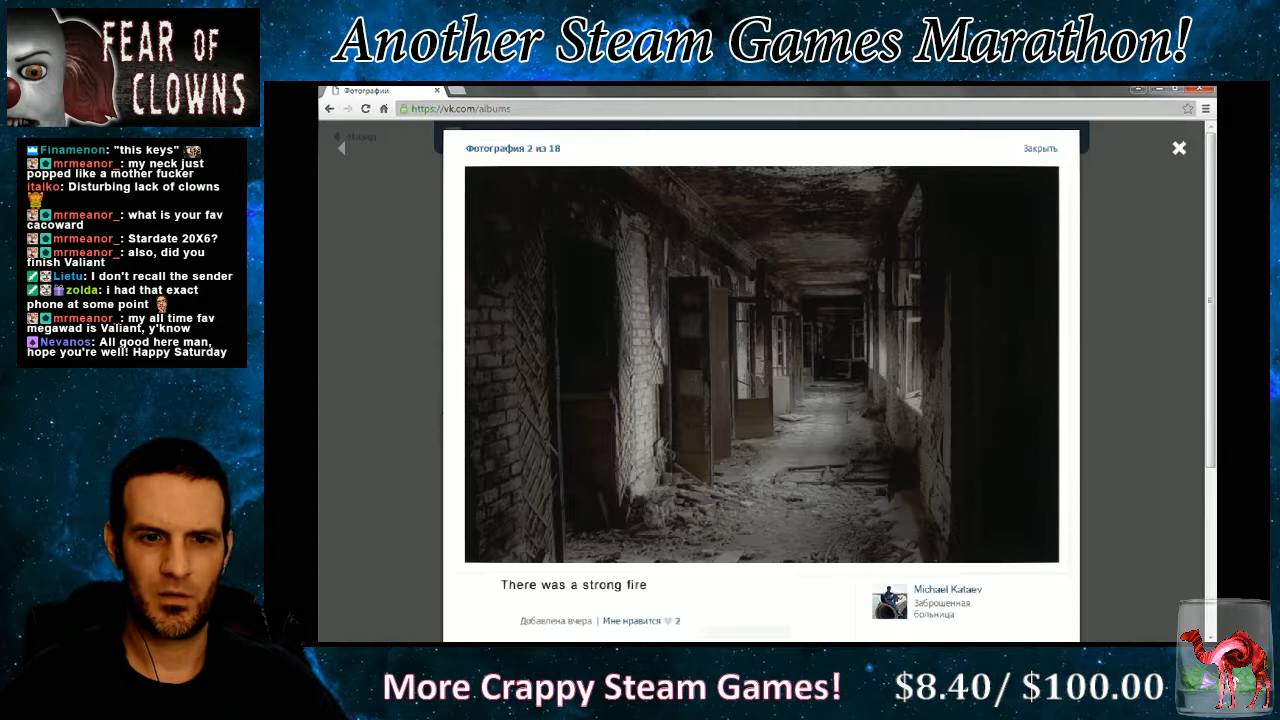 FEAR OF
CLOWNS
Another Steam Games Marathon!
Finamenon: "this keys"
mrmeanor_: my neck just
popped like a mother fucker
itaiko: Disturbing lack of clowns
mrmeanor_: what is your fav
cacoward
mrmeanor_: Stardate 20X6?
mrmeanor_: also, did you
finish Valiant
Lietu: I don't recall the sender
zolda: i had that exact
phone at some point
mrmeanor_: my all time fav
megawad is Valiant, y'know
Nevanos: All good here man,
hope you're well! Happy Saturday
Фотографии
https://vk.com/albums
Назад
Фотография 2 из 18
Закрыть
There was a strong fire
Добавлена вчера | Мне нравится 2
Michael Kataev
Заброшенная
больница
More Crappy Steam Games!
$8.40/ $100.00